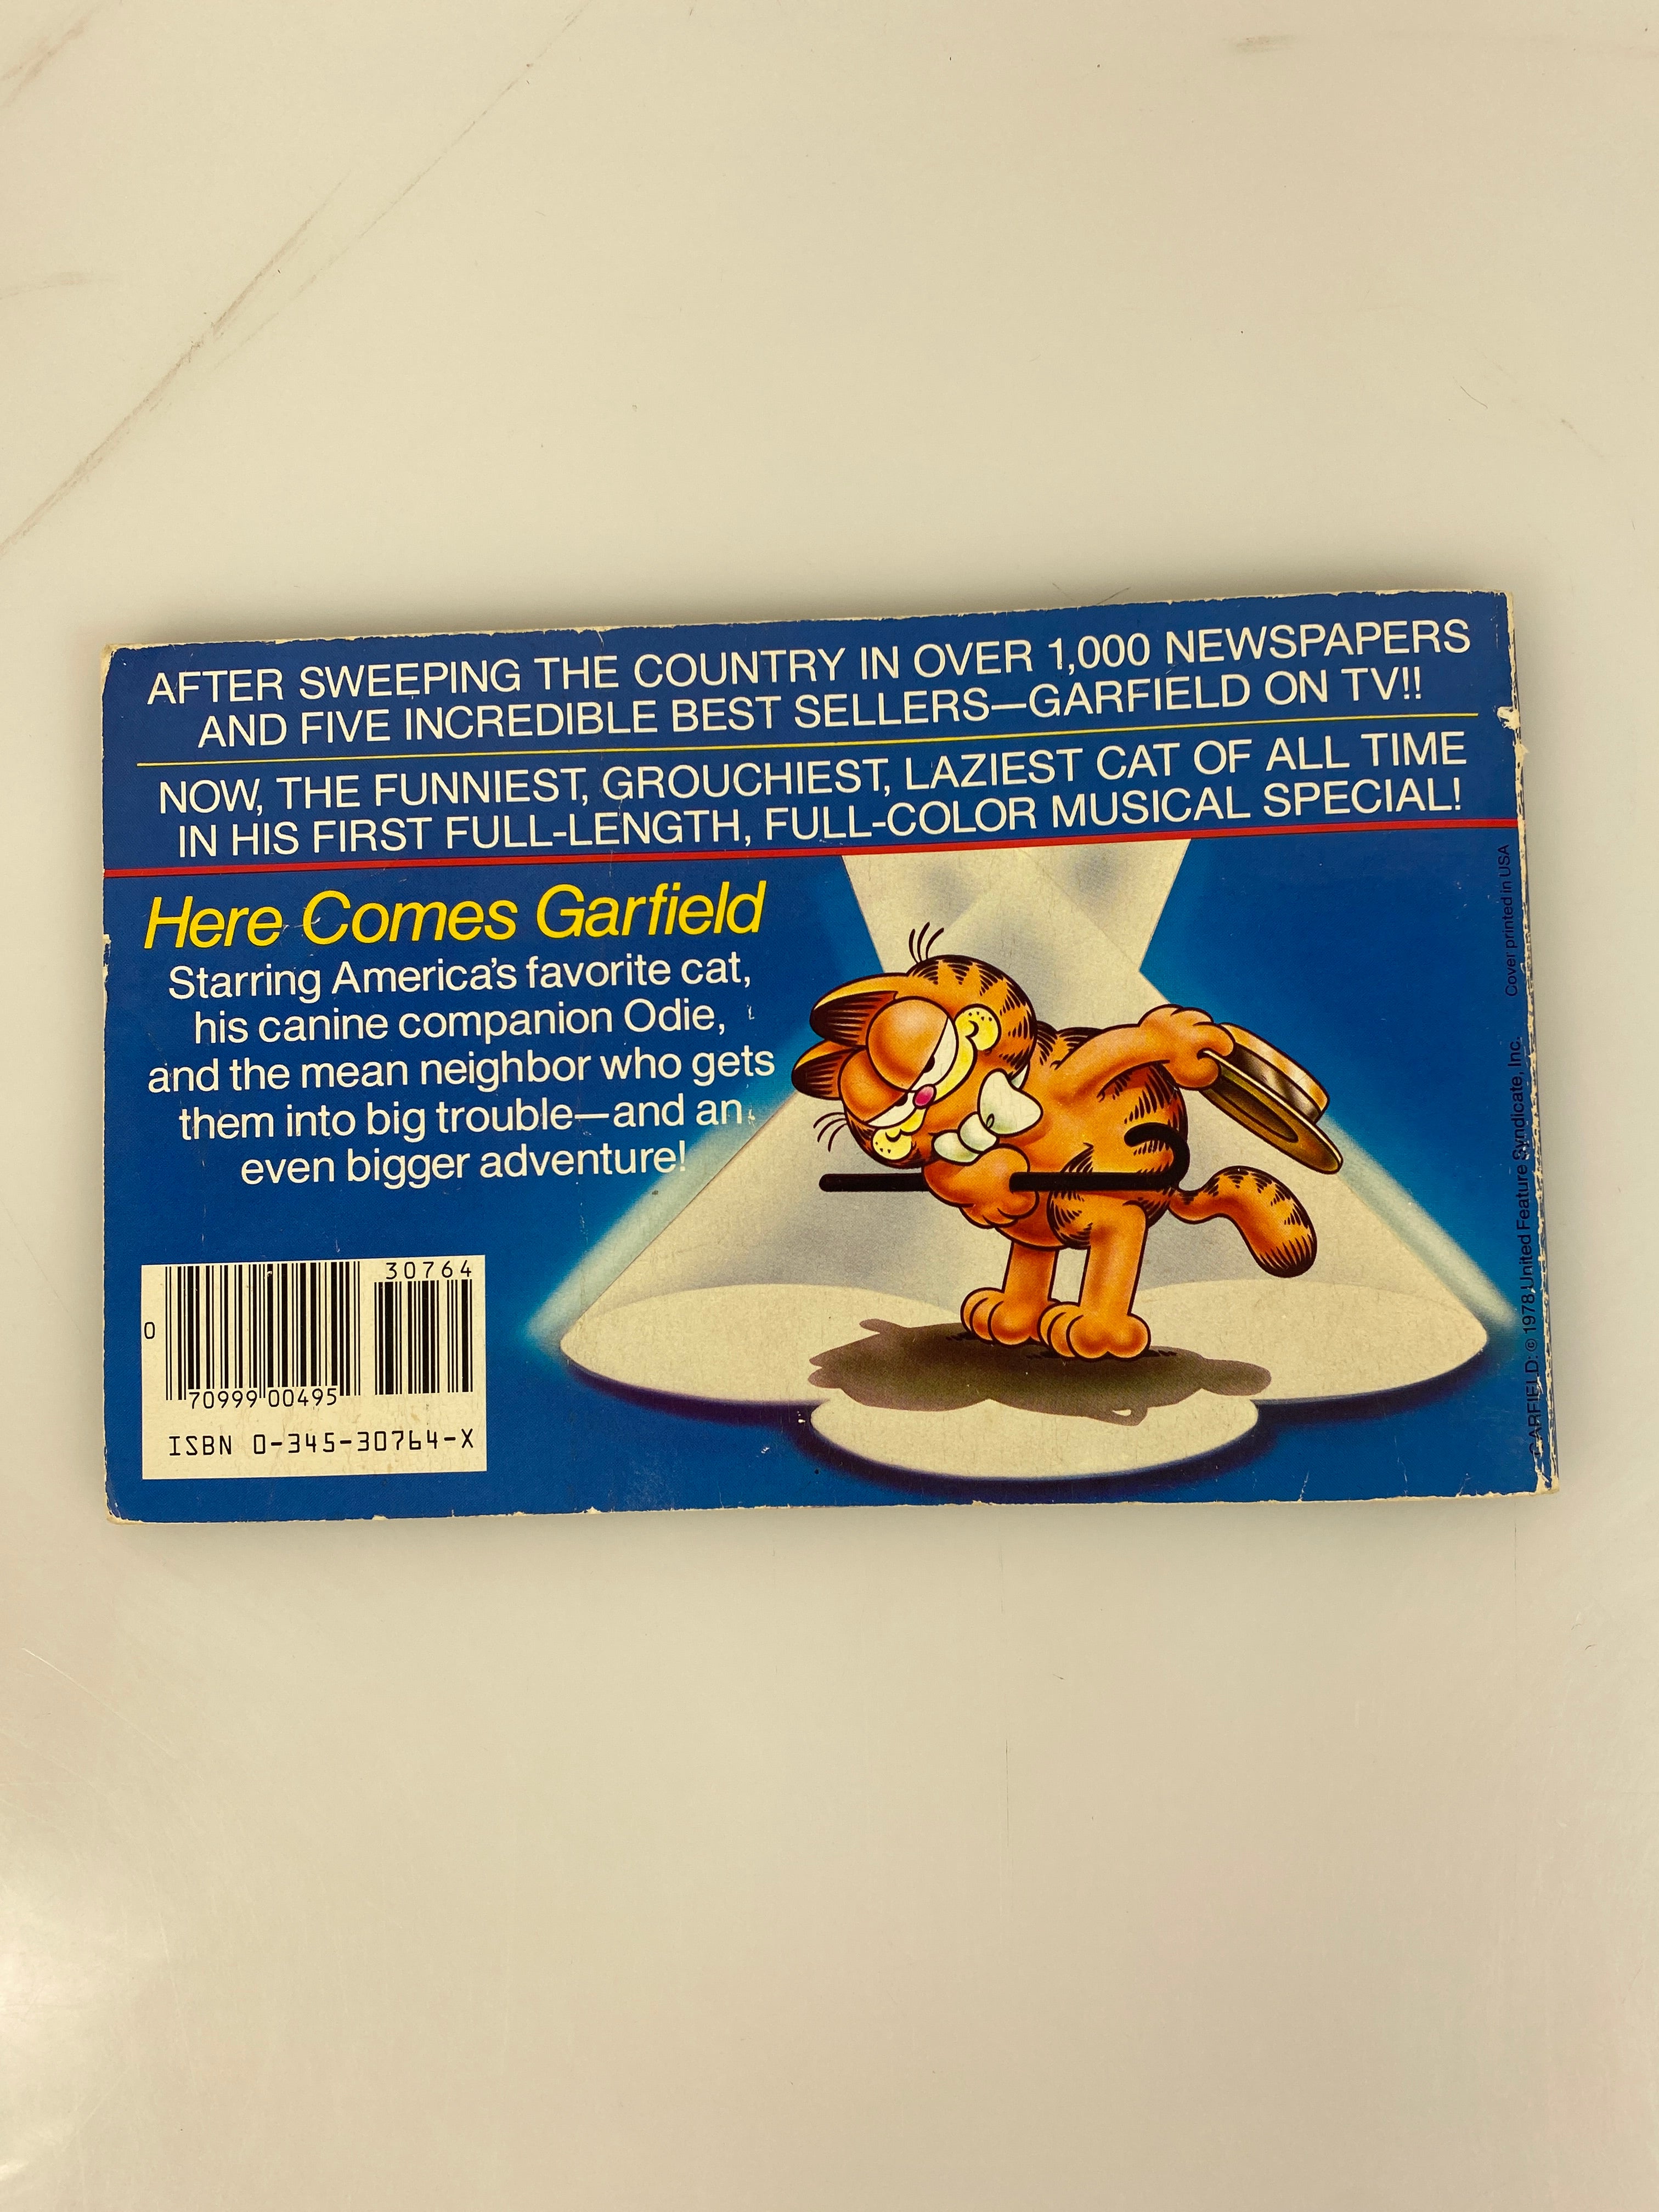 AFTER SWEEPING THE COUNTRY IN OVER 1,000 NEWSPAPERS
AND FIVE INCREDIBLE BEST SELLERS—GARFIELD ON TV!!
NOW, THE FUNNIEST, GROUCHIEST, LAZIEST CAT OF ALL TIME
IN HIS FIRST FULL-LENGTH, FULL-COLOR MUSICAL SPECIAL!
Here Comes Garfield
Starring America's favorite cat,
his canine companion Odie,
and the mean neighbor who gets
them into big trouble—and an
even bigger adventure!
30764
0
70999 00495
ISBN 0-345-30764-X
Cover printed in USA
GARFIELD: © 1978 United Feature Syndicate, Inc.